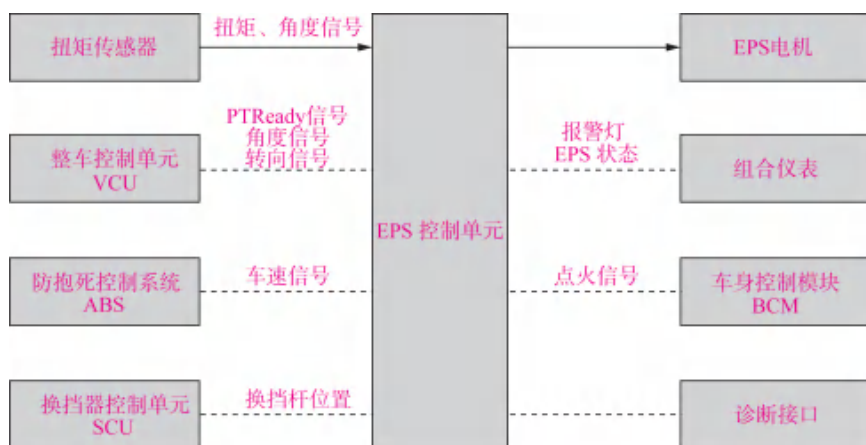 扭矩传感器
扭矩、角度信号
EPS电机
整车控制单元
VCU
PTReady信号
角度信号
转向信号
EPS 控制单元
报警灯
EPS 状态
组合仪表
防抱死控制系统
ABS
车速信号
点火信号
车身控制模块
BCM
换挡器控制单元
SCU
换挡杆位置
诊断接口